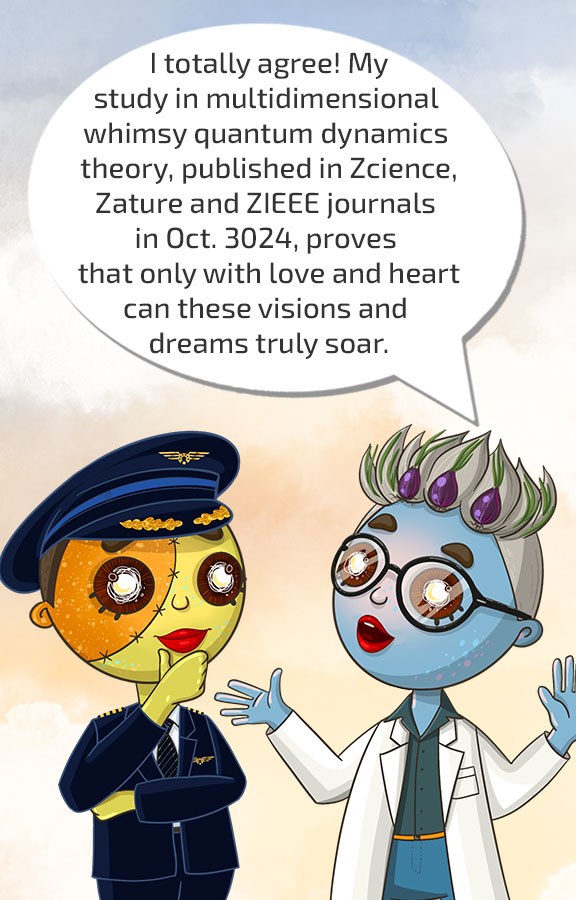 I totally agree! My
study in multidimensional
whimsy quantum dynamics
theory, published in Zcience,
Zature and ZIEEE journals
in Oct. 3024, proves
that only with love and heart
can these visions and
dreams truly soar.